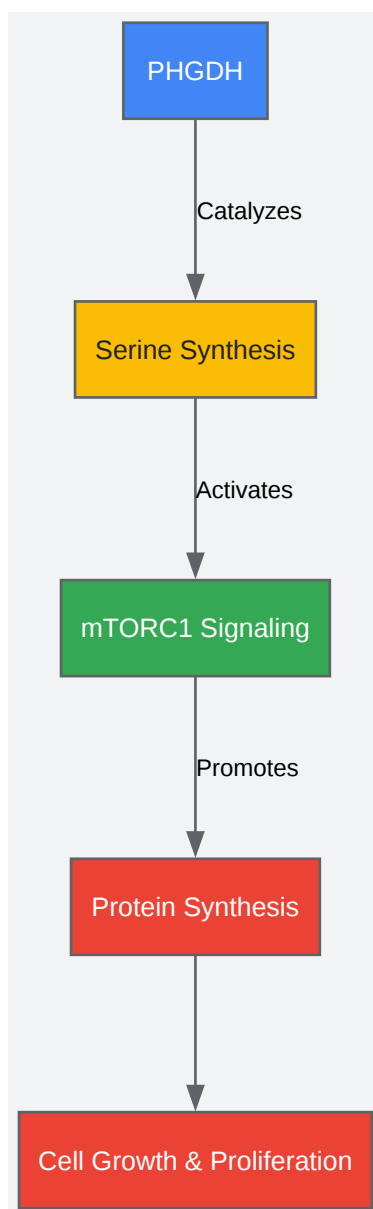 PHGDH
Catalyzes
Serine Synthesis
Activates
mTORC1 Signaling
Promotes
Protein Synthesis
Cell Growth & Proliferation